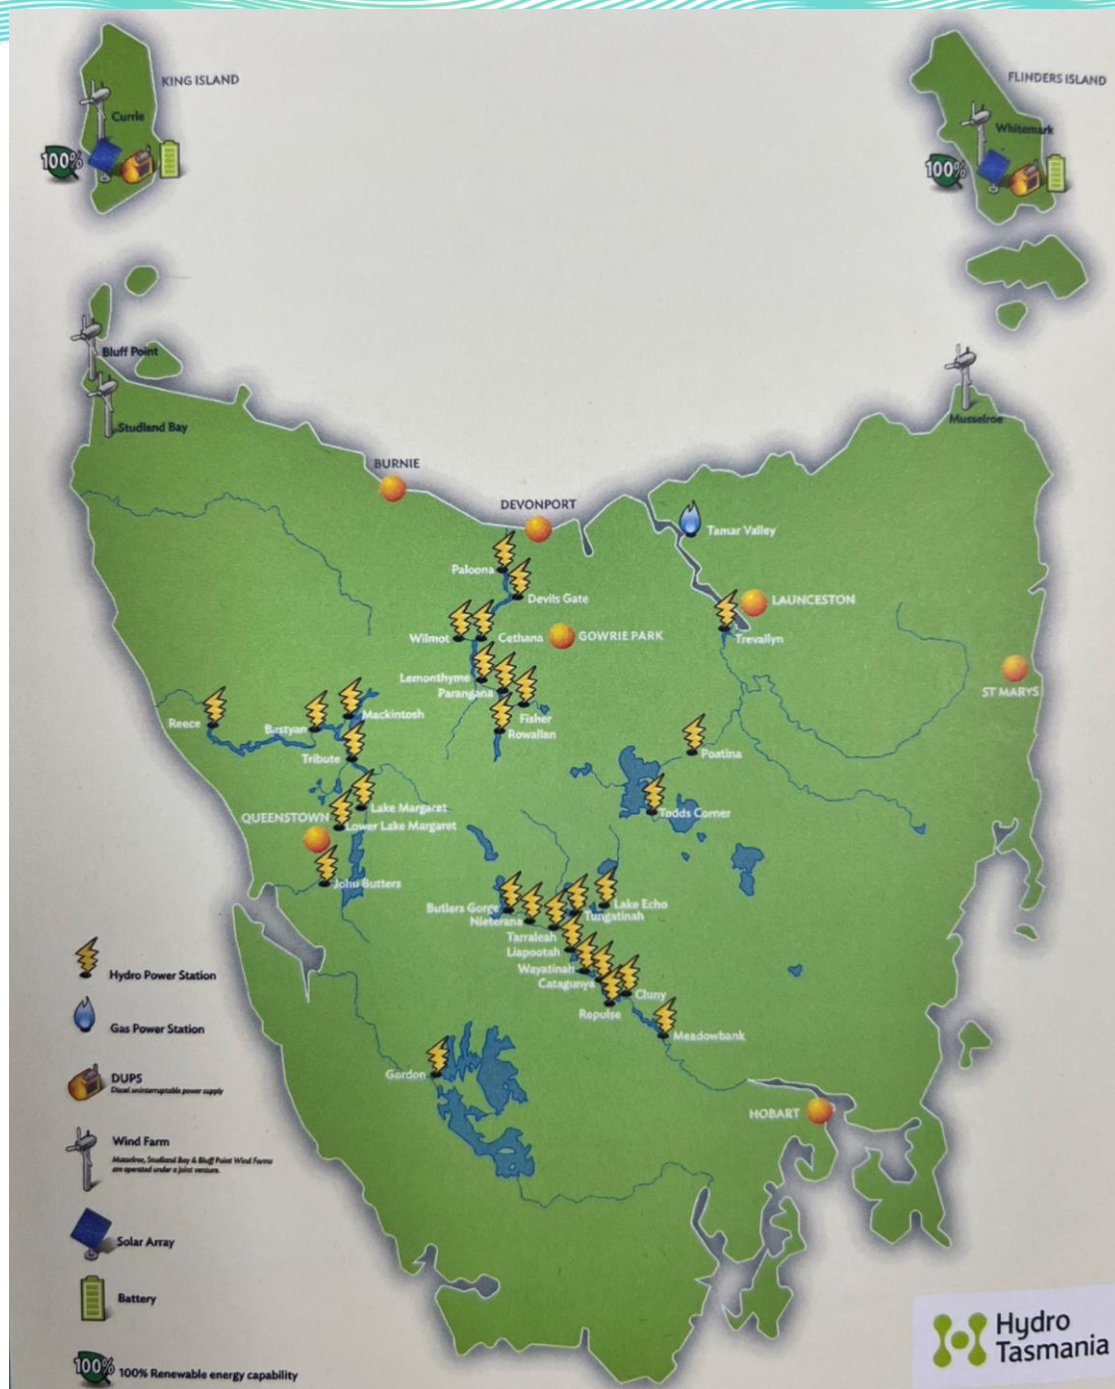 KING ISLAND
FLINDERS ISLAND
Currie
Whitemark
100%
100%
Bluff Point
Studland Bay
Musselroe
BURNIE
DEVONPORT
Tamar Valley
Paloona
Devils Gate
LAUNCESTON
Wilmot
Cethana
GOWRIE PARK
Trevallyn
Lemonthyme
Parangana
ST MARYS
Fisher
Reece
Bastyan
Mackintosh
Rowallan
Tribute
Poatina
Lake Margaret
Todds Corner
QUEENSTOWN
Lower Lake Margaret
John Butters
Butlers Gorge
Lake Echo
Nieterana
Tungatinah
Tarraleah
Liapootah
Wayatinah
Catagunya
Cluny
Repulse
Meadowbank
Gordon
HOBART
Hydro Power Station
Gas Power Station
DUPS
Diesel uninterruptable power supply
Wind Farm
Musselroe, Studland Bay & Bluff Point Wind Farms
are operated under a joint venture.
Solar Array
Battery
100% 100% Renewable energy capability
Hydro
Tasmania